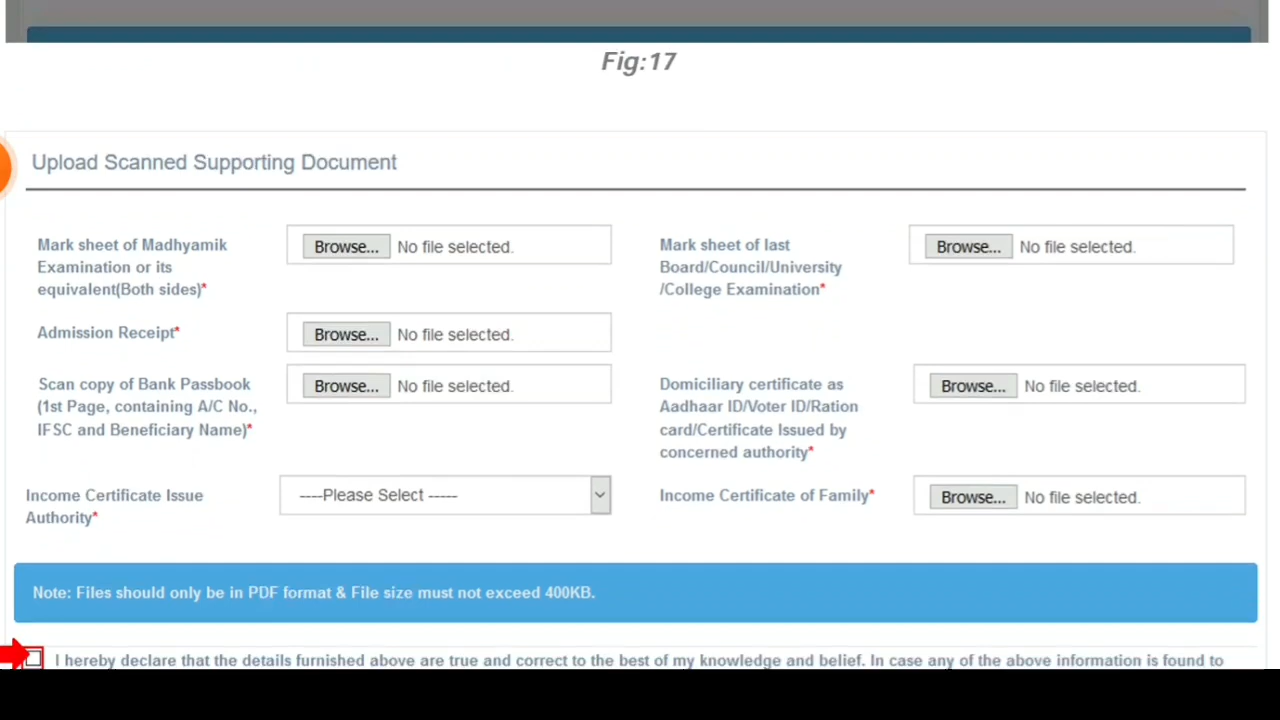 Fig:17
Upload Scanned Supporting Document
Mark sheet of Madhyamik
Examination or its
equivalent(Both sides)*
Browse... No file selected.
Mark sheet of last
Board/Council/University
/College Examination*
Browse... No file selected.
Admission Receipt*
Browse... No file selected.
Scan copy of Bank Passbook
(1st Page, containing A/C No.,
IFSC and Beneficiary Name)*
Browse... No file selected.
Domiciliary certificate as
Aadhaar ID/Voter ID/Ration
card/Certificate Issued by
concerned authority*
Browse... No file selected.
Income Certificate Issue
Authority*
----Please Select -----
Income Certificate of Family*
Browse... No file selected.
Note: Files should only be in PDF format & File size must not exceed 400KB.
I hereby declare that the details furnished above are true and correct to the best of my knowledge and belief. In case any of the above information is found to